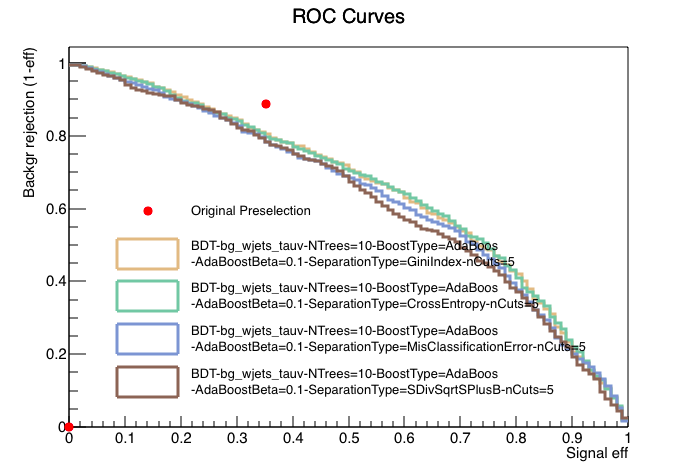 ROC Curves
Backgr rejection (1-eff)
1
0.8
0.6
0.4
0.2
0
Original Preselection
BDT-bg_wjets_tauv-NTrees=10-BoostType=AdaBoos
-AdaBoostBeta=0.1-SeparationType=GiniIndex-nCuts=5
BDT-bg_wjets_tauv-NTrees=10-BoostType=AdaBoos
-AdaBoostBeta=0.1-SeparationType=CrossEntropy-nCuts=5
BDT-bg_wjets_tauv-NTrees=10-BoostType=AdaBoos
-AdaBoostBeta=0.1-SeparationType=MisClassificationError-nCuts=5
BDT-bg_wjets_tauv-NTrees=10-BoostType=AdaBoos
-AdaBoostBeta=0.1-SeparationType=SDivSqrtSPlusB-nCuts=5
0 0.1 0.2 0.3 0.4 0.5 0.6 0.7 0.8 0.9 1
Signal eff